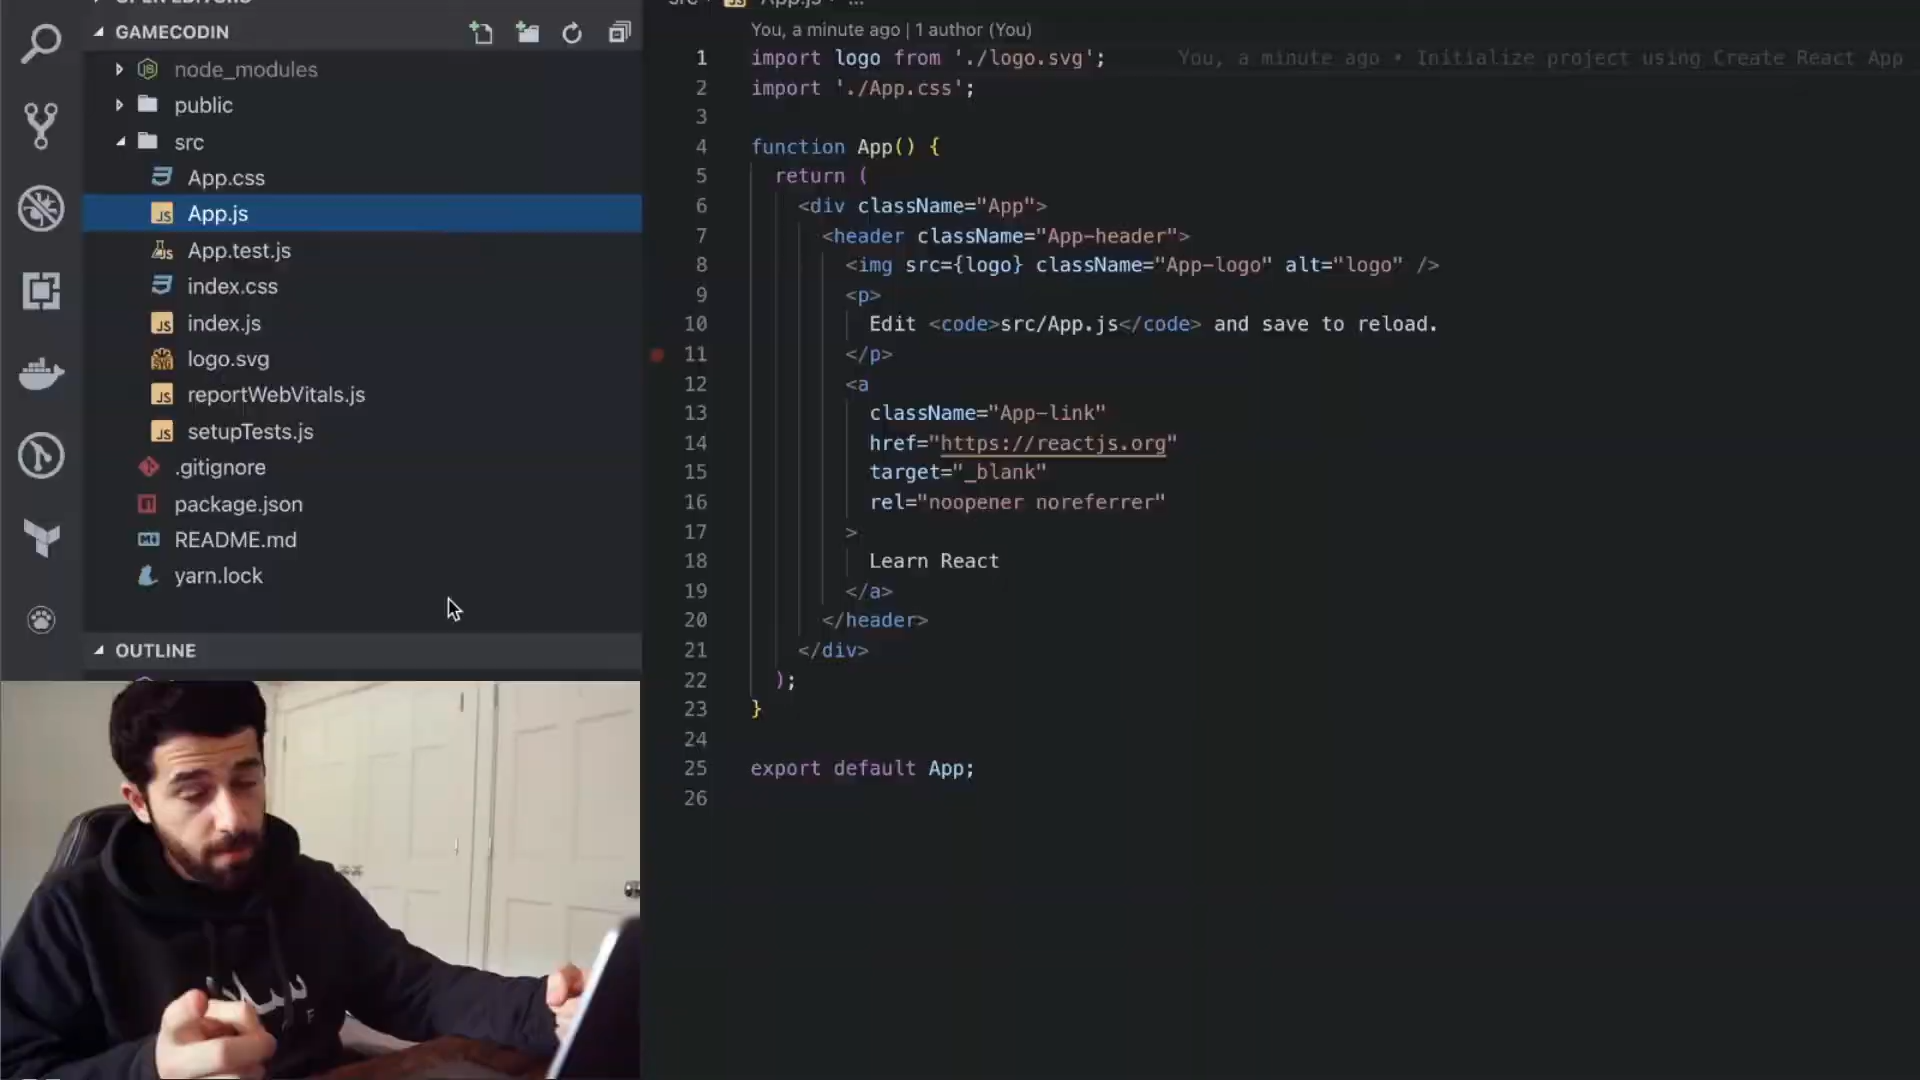 GAMECODIN
node_modules
public
src
App.css
App.js
App.test.js
index.css
index.js
logo.svg
reportWebVitals.js
setupTests.js
.gitignore
package.json
README.md
yarn.lock
OUTLINE
You, a minute ago | 1 author (You)
1 import logo from './logo.svg'; You, a minute ago • Initialize project using Create React App
2 import './App.css';
3
4 function App() {
5 return (
6 <div className="App">
7 <header className="App-header">
8 <img src={logo} className="App-logo" alt="logo" />
9 <p>
10 Edit <code>src/App.js</code> and save to reload.
11 </p>
12 <a
13 className="App-link"
14 href="https://reactjs.org"
15 target="_blank"
16 rel="noopener noreferrer"
17 >
18 Learn React
19 </a>
20 </header>
21 </div>
22 );
23 }
24
25 export default App;
26